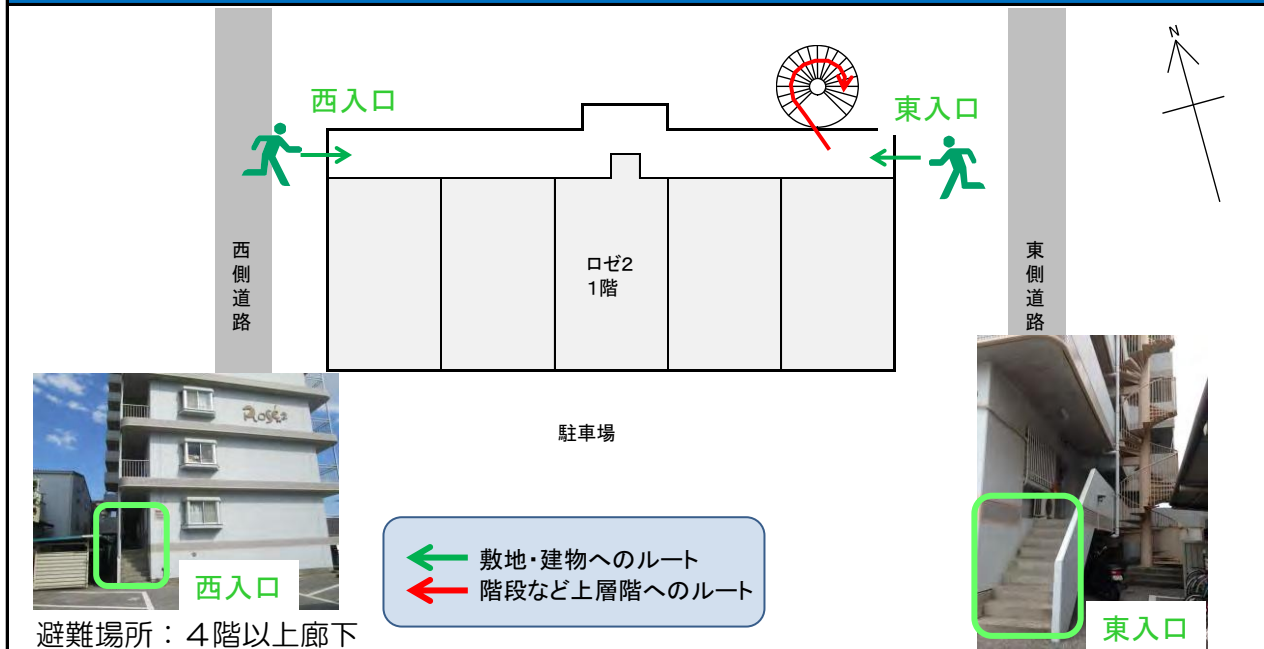 N
西入口
東入口
西側道路
ロゼ2
1階
東側道路
駐車場
Rosé2
敷地・建物へのルート
階段など上層階へのルート
西入口
東入口
避難場所：４階以上廊下